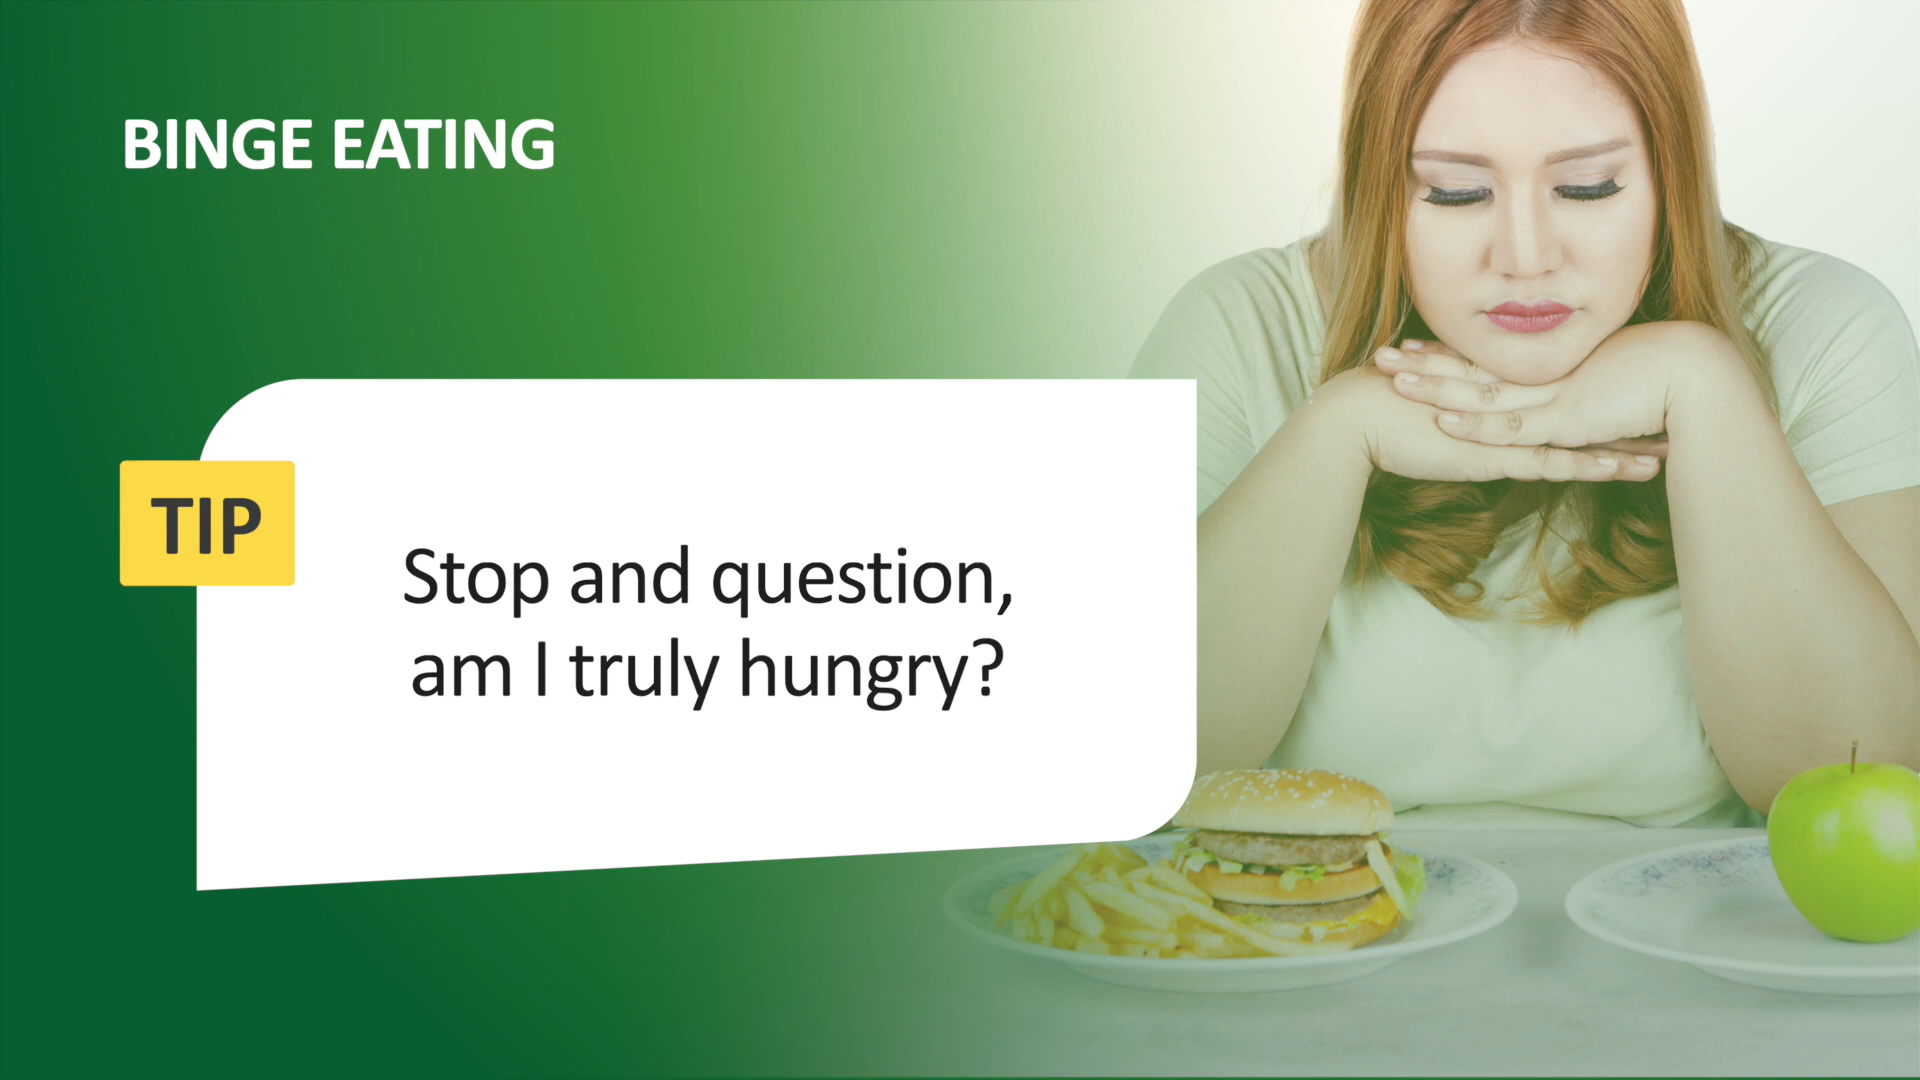 BINGE EATING
TIP
Stop and question,
am I truly hungry?